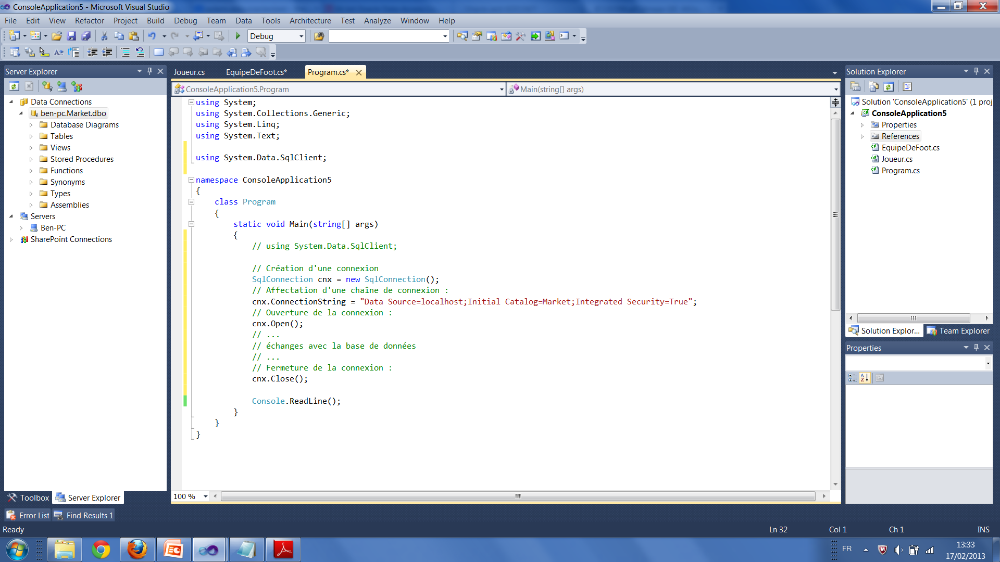 ConsoleApplication5 - Microsoft Visual Studio
File Edit View Refactor Project Build Debug Team Data Tools Architecture Test Analyze Window Help
Debug
Server Explorer
Data Connections
ben-pc.Market.dbo
Database Diagrams
Tables
Views
Stored Procedures
Functions
Synonyms
Types
Assemblies
Servers
Ben-PC
SharePoint Connections
Toolbox Server Explorer
Joueur.cs EquipeDeFoot.cs* Program.cs*
ConsoleApplication5.Program Main(string[] args)
using System;
using System.Collections.Generic;
using System.Linq;
using System.Text;
using System.Data.SqlClient;
namespace ConsoleApplication5
{
class Program
{
static void Main(string[] args)
{
// using System.Data.SqlClient;
// Création d'une connexion
SqlConnection cnx = new SqlConnection();
// Affectation d'une chaîne de connexion :
cnx.ConnectionString = "Data Source=localhost;Initial Catalog=Market;Integrated Security=True";
// Ouverture de la connexion :
cnx.Open();
// ...
// échanges avec la base de données
// ...
// Fermeture de la connexion :
cnx.Close();
Console.ReadLine();
}
}
}
100 %
Solution Explorer
Solution 'ConsoleApplication5' (1 proj
ConsoleApplication5
Properties
References
EquipeDeFoot.cs
Joueur.cs
Program.cs
Solution Explor... Team Explorer
Properties
Error List Find Results 1
Ready Ln 32 Col 1 Ch 1 INS
FR
13:33
17/02/2013